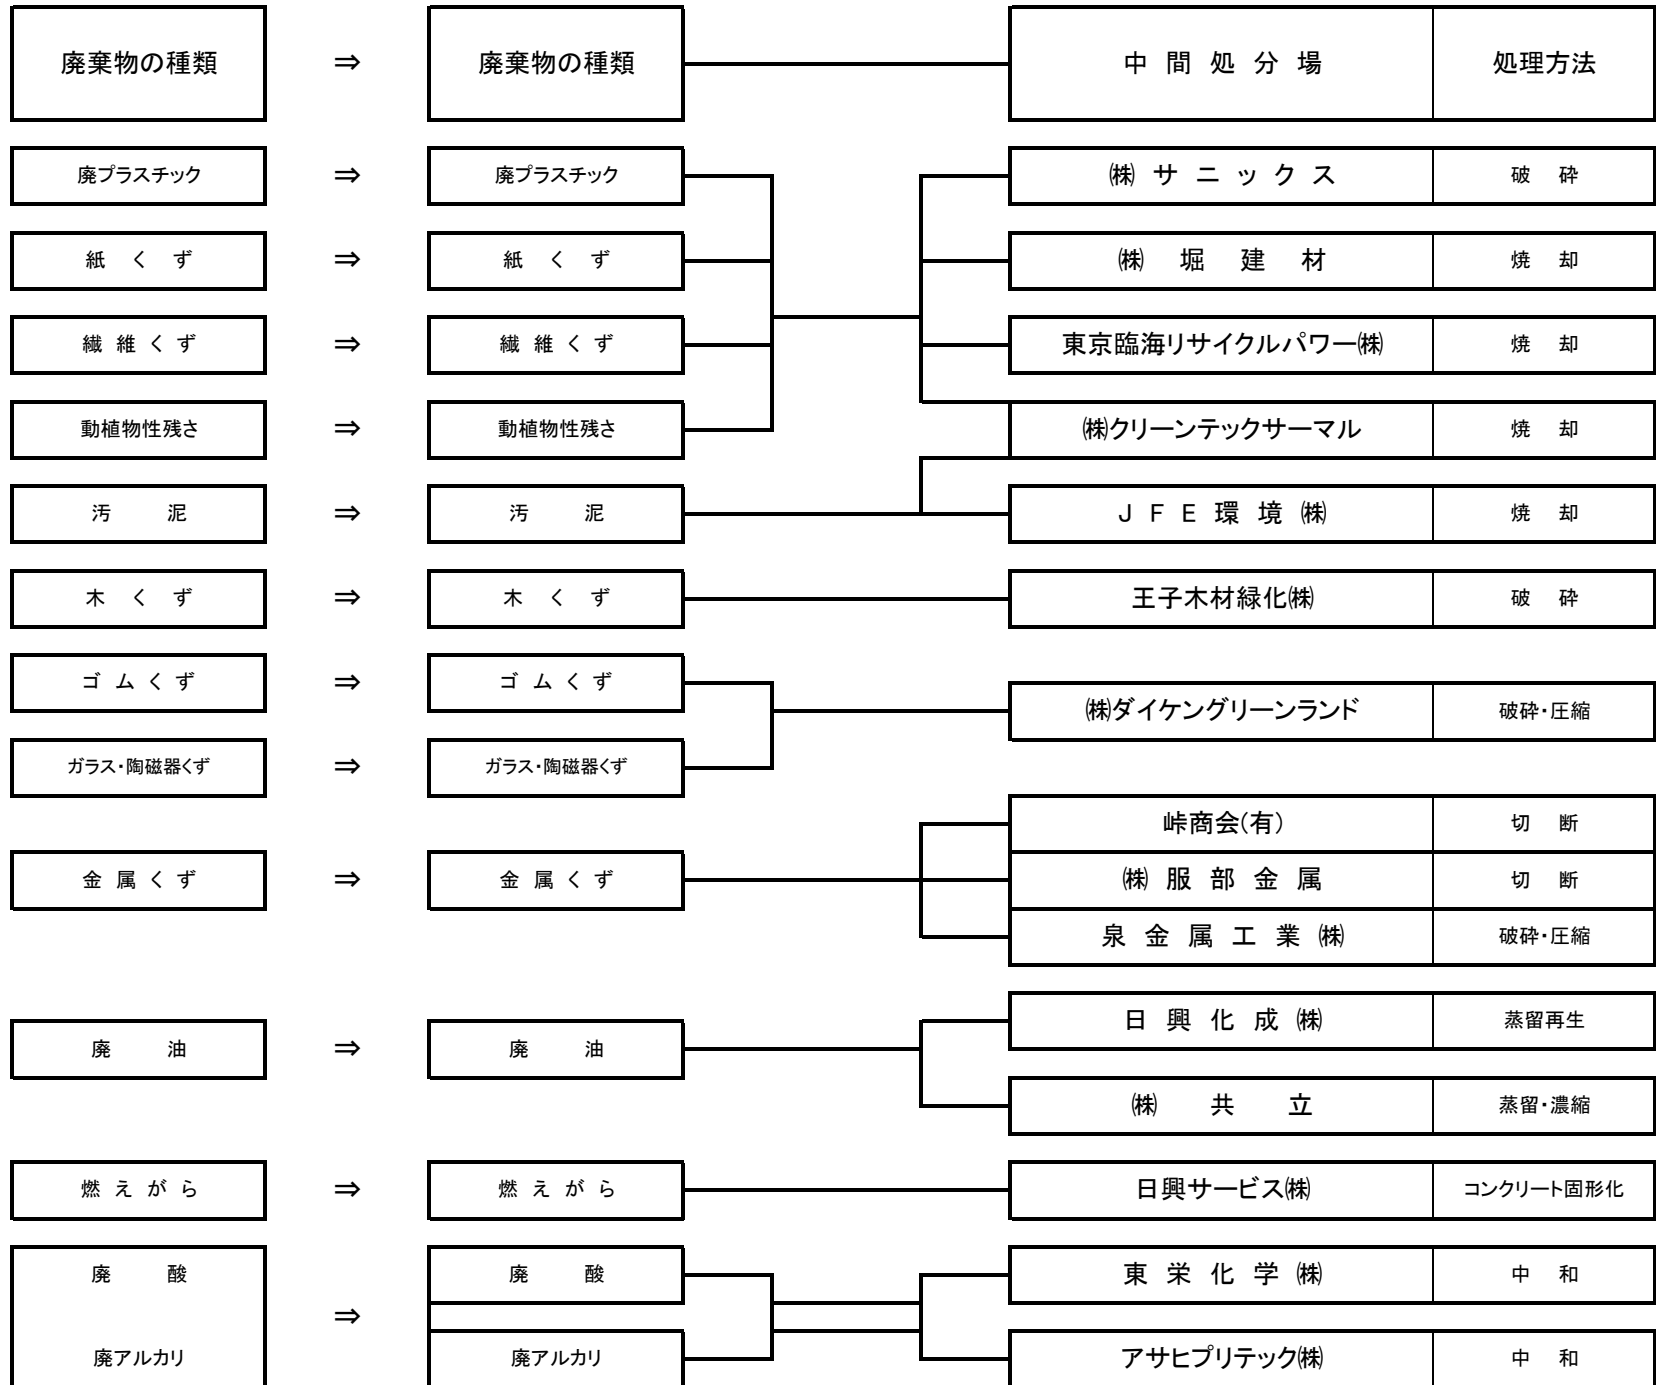 廃棄物の種類 ⇒ 廃棄物の種類 中間処分場 処理方法
廃プラスチック ⇒ 廃プラスチック ㈱サニックス 破砕
紙くず ⇒ 紙くず ㈱堀建材 焼却
繊維くず ⇒ 繊維くず 東京臨海リサイクルパワー㈱ 焼却
動植物性残さ ⇒ 動植物性残さ ㈱クリーンテックサーマル 焼却
汚泥 ⇒ 汚泥 JFE環境㈱ 焼却
木くず ⇒ 木くず 王子木材緑化㈱ 破砕
ゴムくず ⇒ ゴムくず
㈱ダイケングリーンランド 破砕・圧縮
ガラス・陶磁器くず ⇒ ガラス・陶磁器くず
峠商会(有) 切断
金属くず ⇒ 金属くず ㈱服部金属 切断
泉金属工業㈱ 破砕・圧縮
日興化成㈱ 蒸留再生
廃油 ⇒ 廃油
㈱共立 蒸留・濃縮
燃えがら ⇒ 燃えがら 日興サービス㈱ コンクリート固形化
廃酸 廃酸 東栄化学㈱ 中和
⇒
廃アルカリ 廃アルカリ アサヒプリテック㈱ 中和